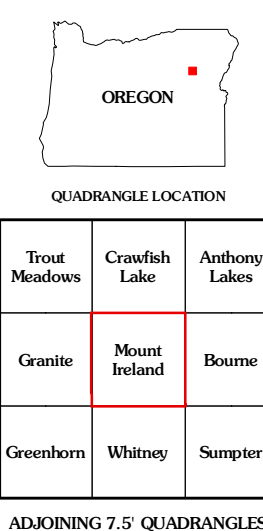 OREGON
QUADRANGLE LOCATION
Trout Meadows
Crawfish Lake
Anthony Lakes
Granite
Mount Ireland
Bourne
Greenhorn
Whitney
Sumpter
ADJOINING 7.5' QUADRANGLES